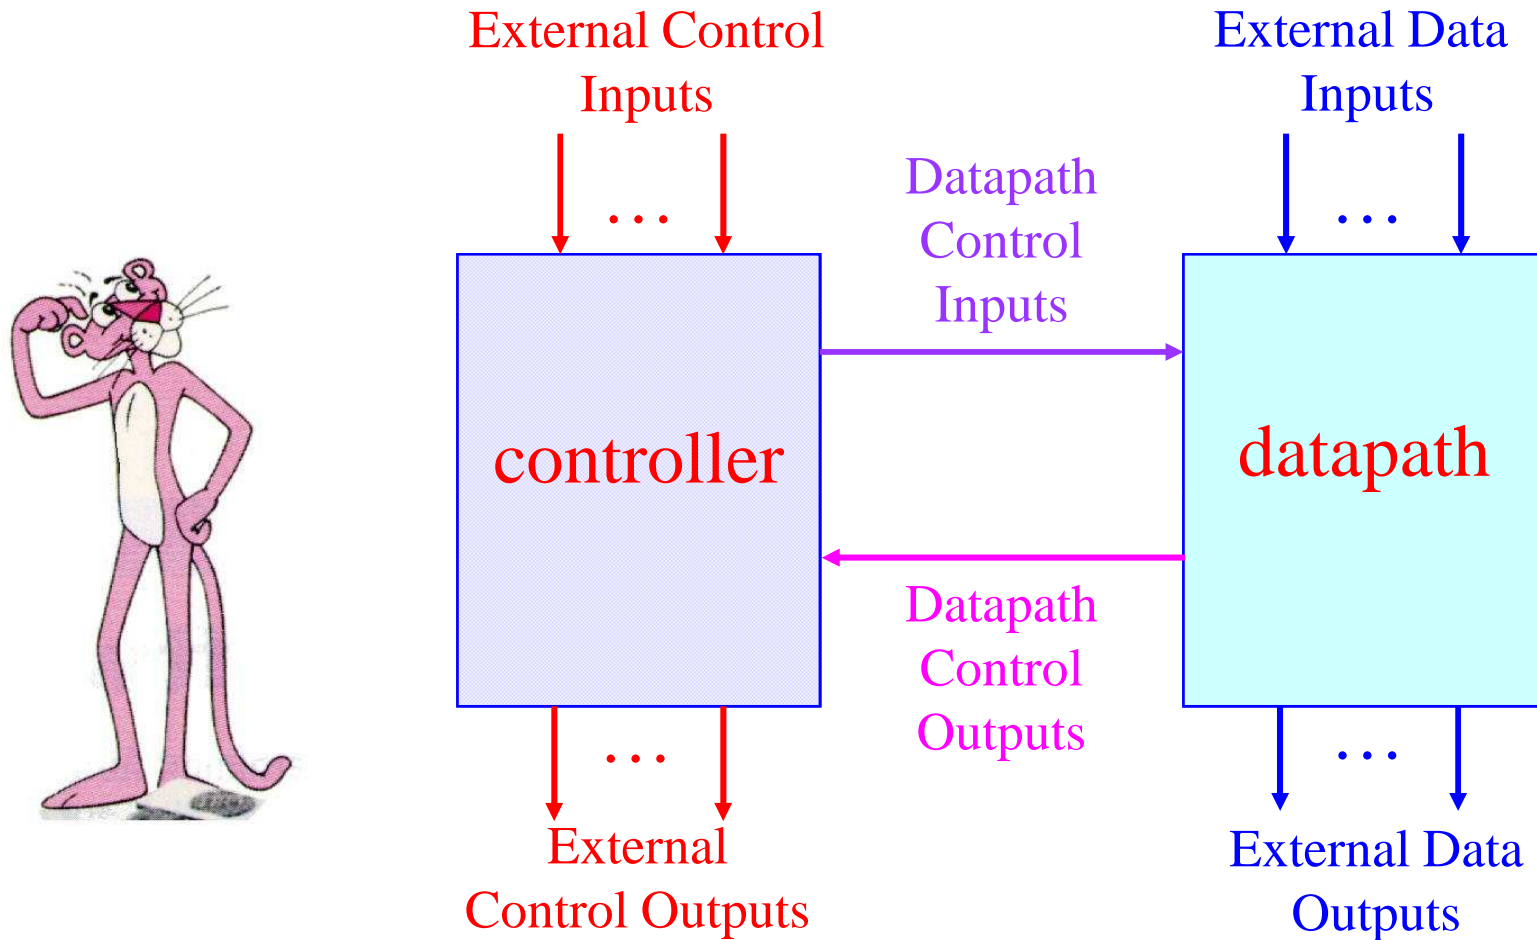 External Control
Inputs
External Data
Inputs
...
Datapath
Control
Inputs
...
controller
datapath
Datapath
Control
Outputs
...
...
External
Control Outputs
External Data
Outputs